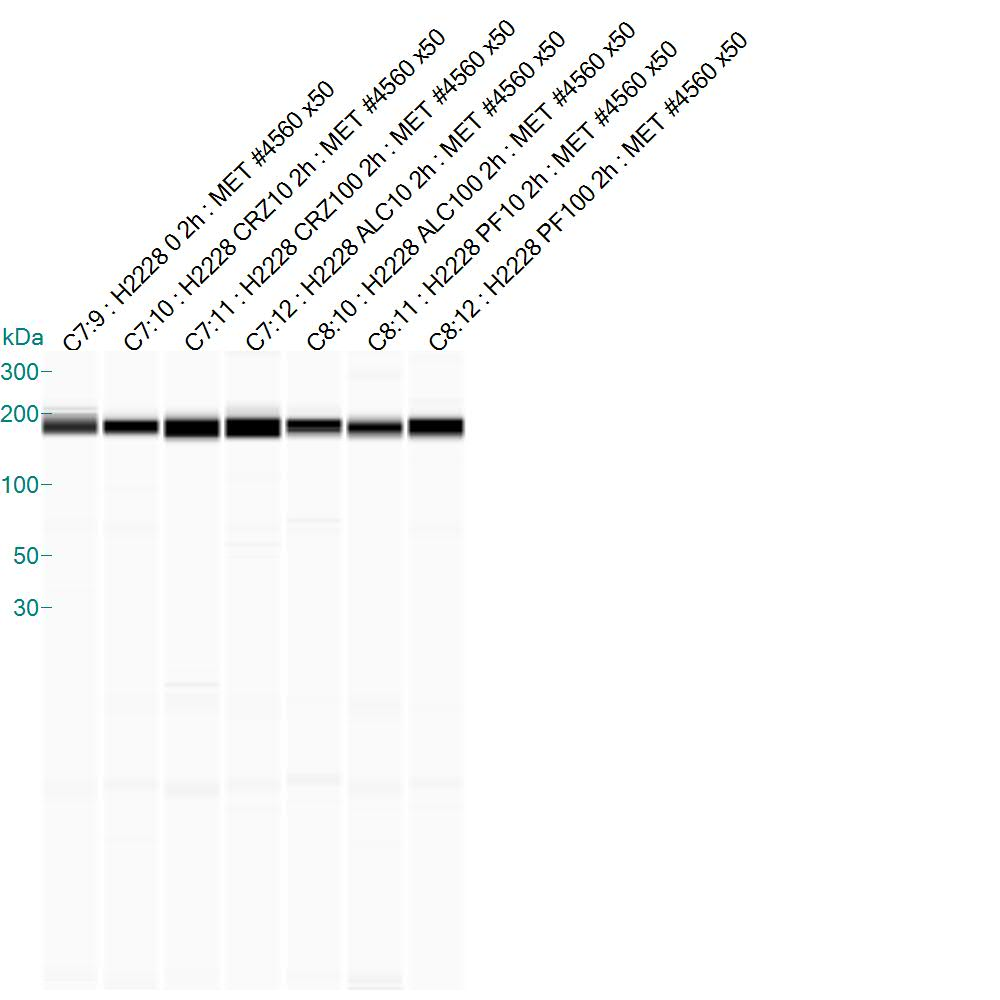 C7:9 : H2228 0 2h : MET #4560 x50
C7:10 : H2228 CRZ10 2h : MET #4560 x50
C7:11 : H2228 CRZ100 2h : MET #4560 x50
C7:12 : H2228 ALC10 2h : MET #4560 x50
C8:10 : H2228 ALC100 2h : MET #4560 x50
C8:11 : H2228 PF10 2h : MET #4560 x50
C8:12 : H2228 PF100 2h : MET #4560 x50
kDa
300
200
100
50
30